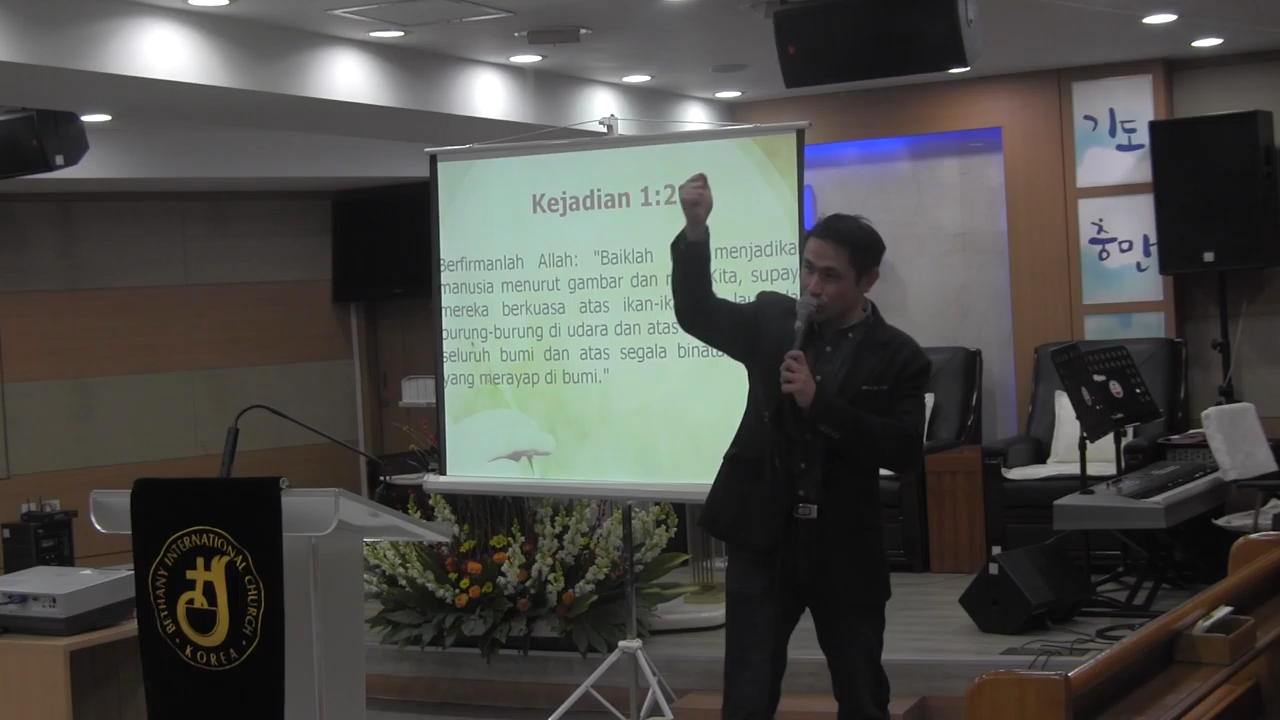 Kejadian 1:2
Berfirmanlah Allah: "Baiklah menjadika
manusia menurut gambar dan Kita, supay
mereka berkuasa atas ikan-ik
burung-burung di udara dan atas
seluruh bumi dan atas segala binata
yang merayap di bumi."
기도
충만
BETHANY INTERNATIONAL CHURCH
• KOREA •